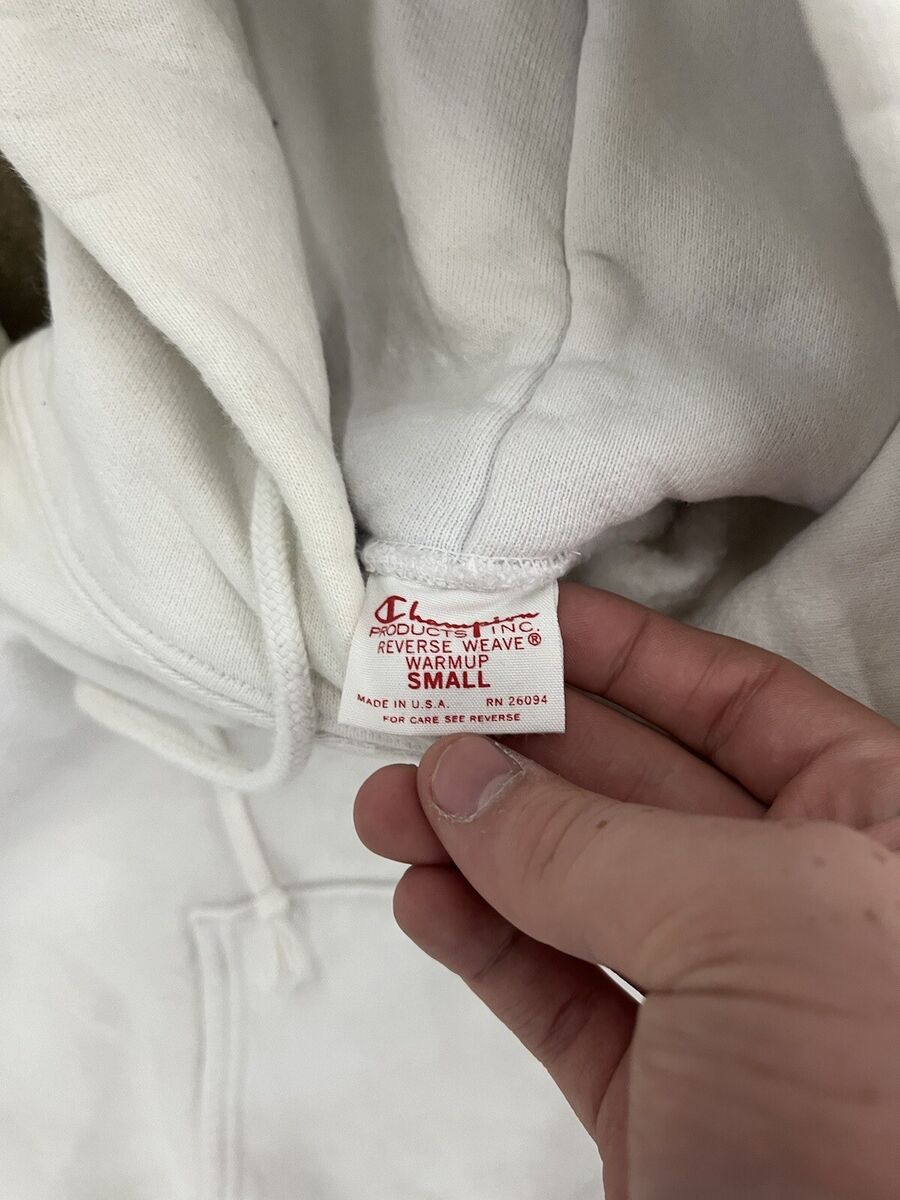 Champion
PRODUCTS INC.
REVERSE WEAVE®
WARMUP
SMALL
MADE IN U.S.A. RN 26094
FOR CARE SEE REVERSE